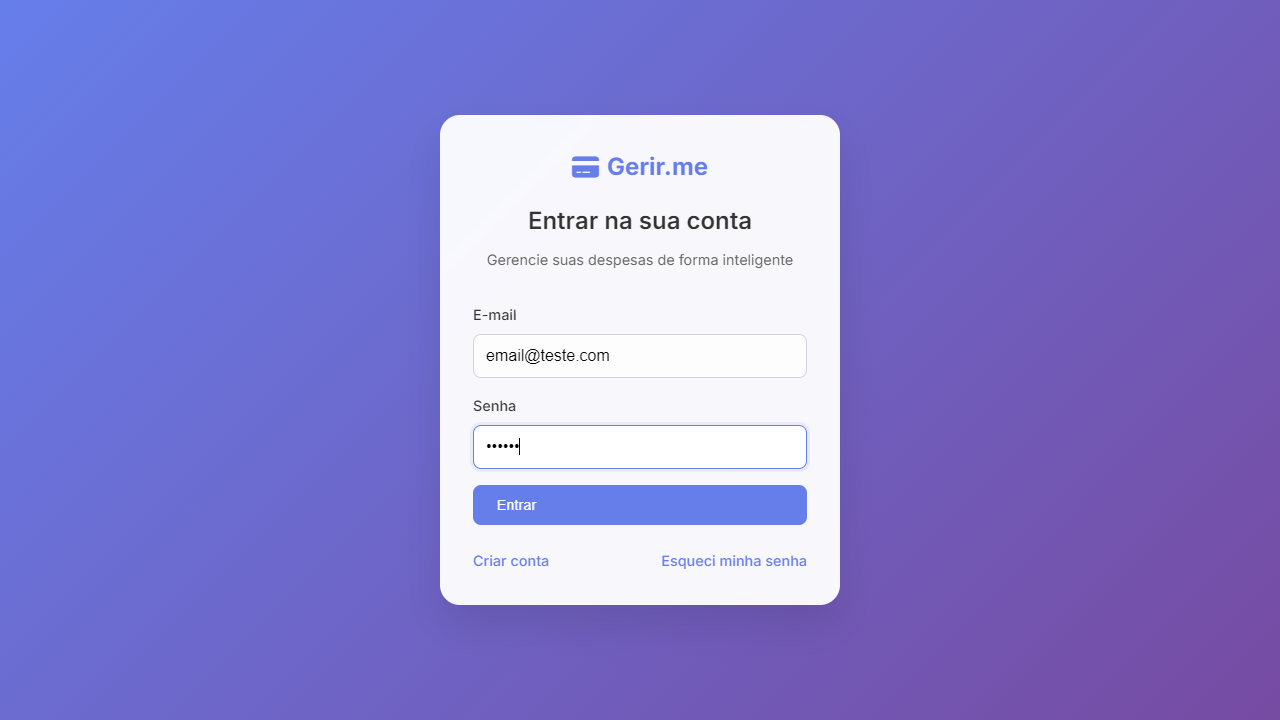 Gerir.me
Entrar na sua conta
Gerencie suas despesas de forma inteligente
E-mail
email@teste.com
Senha
••••••
Entrar
Criar conta
Esqueci minha senha